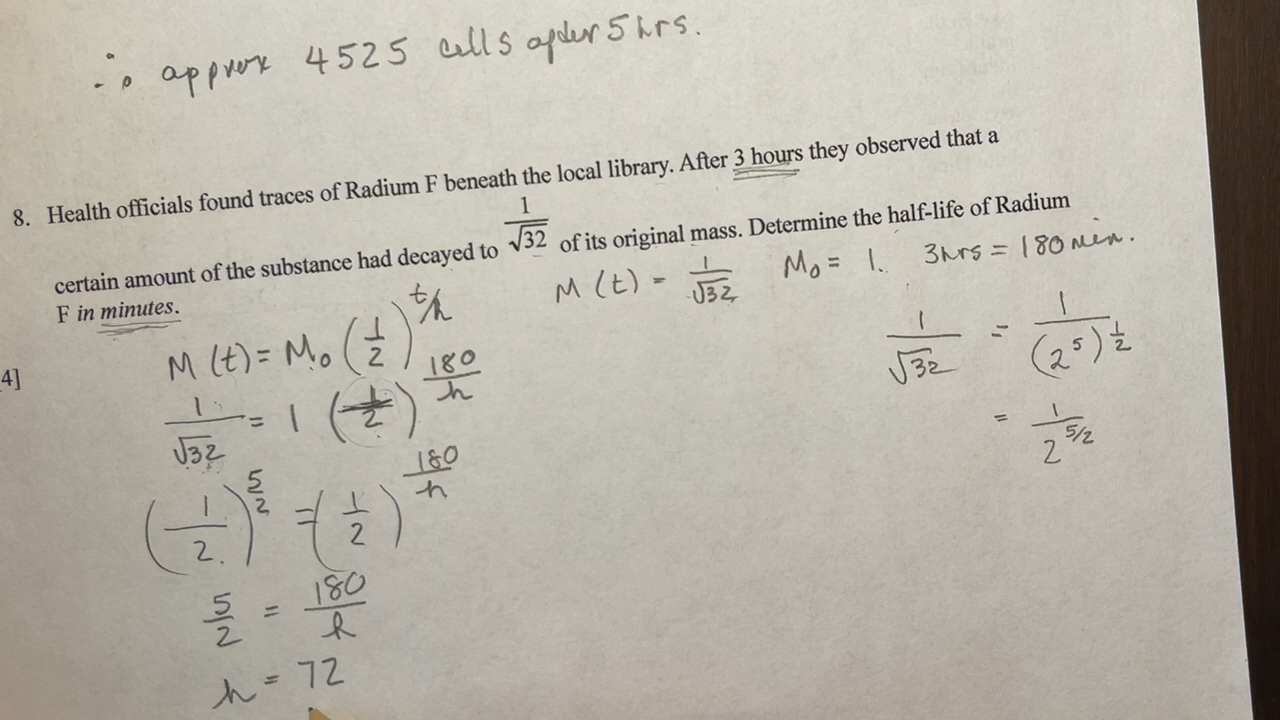 ∴ approx 4525 cells after 5 hrs.
8. Health officials found traces of Radium F beneath the local library. After 3 hours they observed that a
certain amount of the substance had decayed to 1/√32 of its original mass. Determine the half-life of Radium
F in minutes.
M(t) = 1/√32 M₀ = 1. 3hrs = 180 min.
4]
M(t) = M₀ (1/2)^(t/h)
1/√32 = 1 (1/2)^(180/h)
(1/2)^(5/2) = (1/2)^(180/h)
5/2 = 180/h
h = 72
1/√32 = 1/(2⁵)^(1/2)
= 1/2^(5/2)